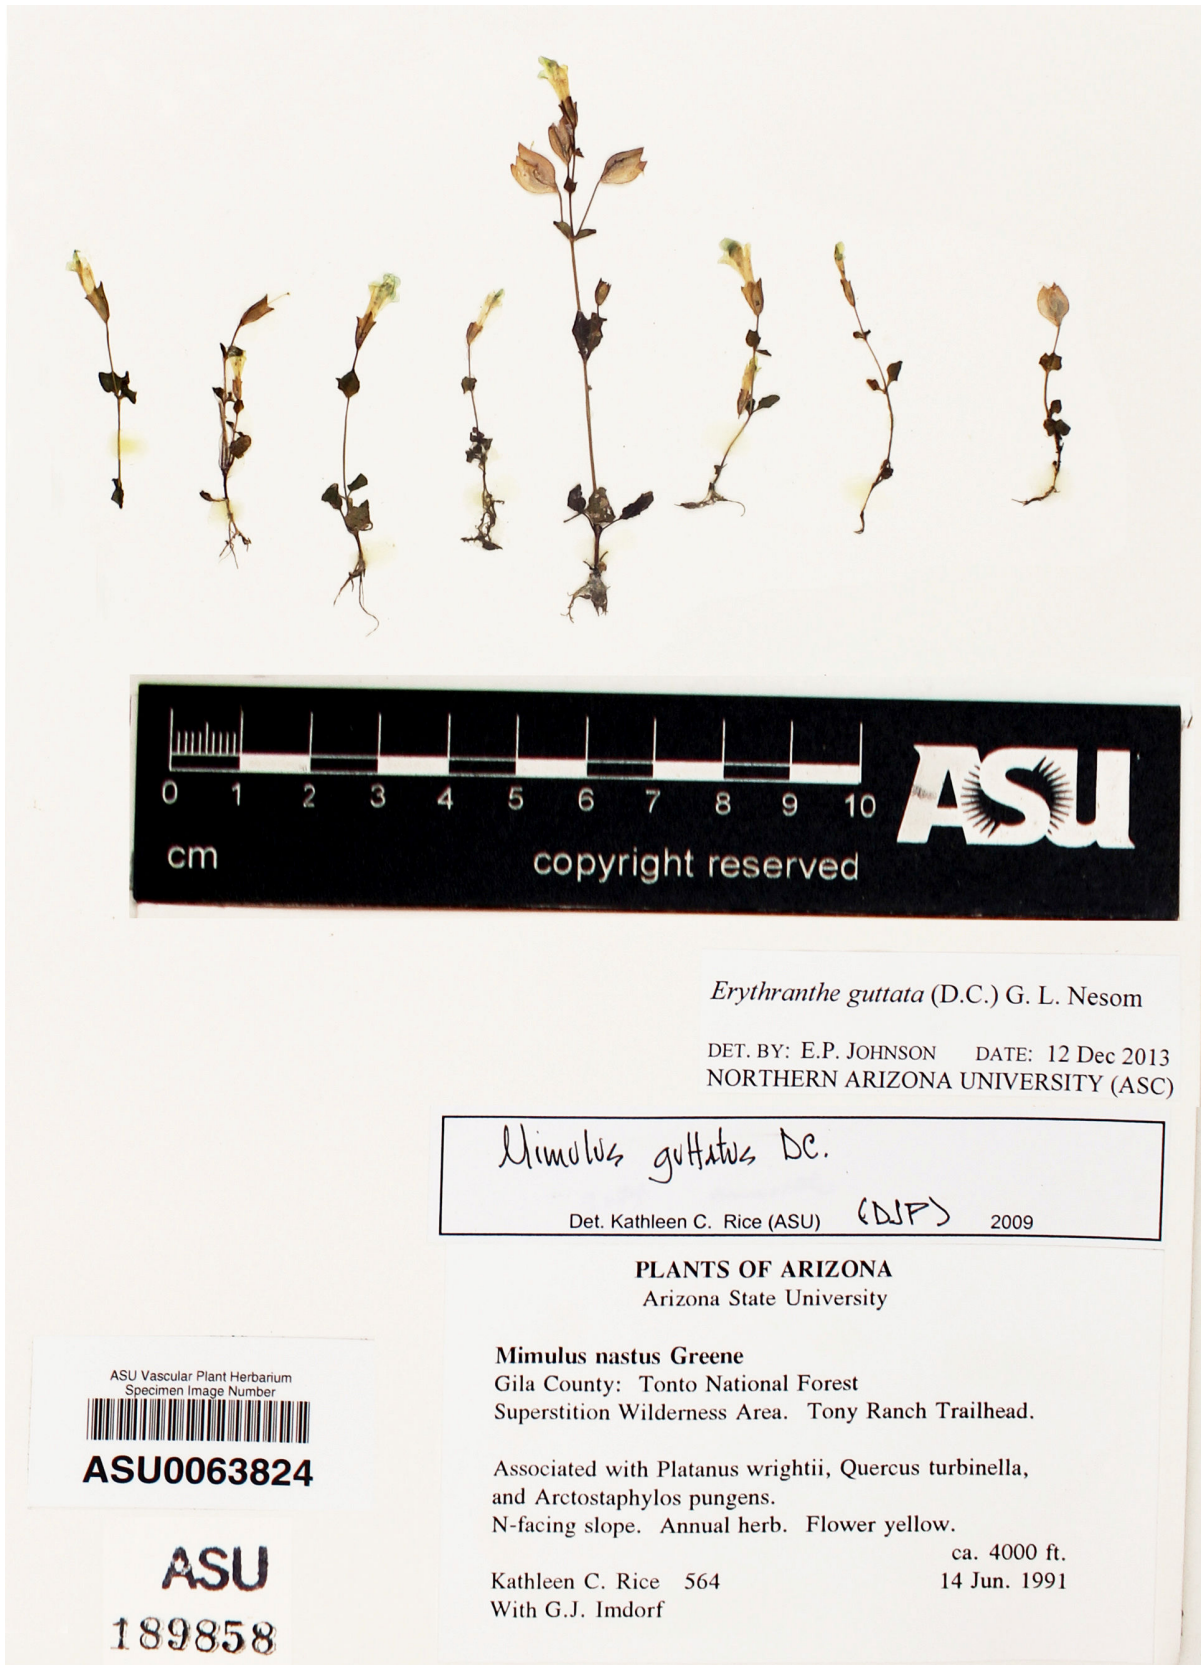 0 1 2 3 4 5 6 7 8 9 10
cm
copyright reserved
ASU
Erythranthe guttata (D.C.) G. L. Nesom
DET. BY: E.P. JOHNSON DATE: 12 Dec 2013
NORTHERN ARIZONA UNIVERSITY (ASC)
Mimulus guttatus DC.
Det. Kathleen C. Rice (ASU) (DJP) 2009
PLANTS OF ARIZONA
Arizona State University
Mimulus nastus Greene
Gila County: Tonto National Forest
Superstition Wilderness Area. Tony Ranch Trailhead.
Associated with Platanus wrightii, Quercus turbinella,
and Arctostaphylos pungens.
N-facing slope. Annual herb. Flower yellow.
ca. 4000 ft.
Kathleen C. Rice 564 14 Jun. 1991
With G.J. Imdorf
ASU Vascular Plant Herbarium
Specimen Image Number
ASU0063824
ASU
189858